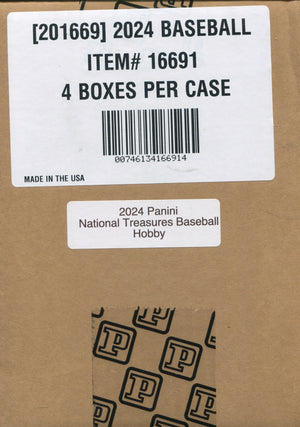 [201669] 2024 BASEBALL
ITEM# 16691
4 BOXES PER CASE
00746134166914
MADE IN THE USA
2024 Panini
National Treasures Baseball
Hobby
P P
P P
P P
P P